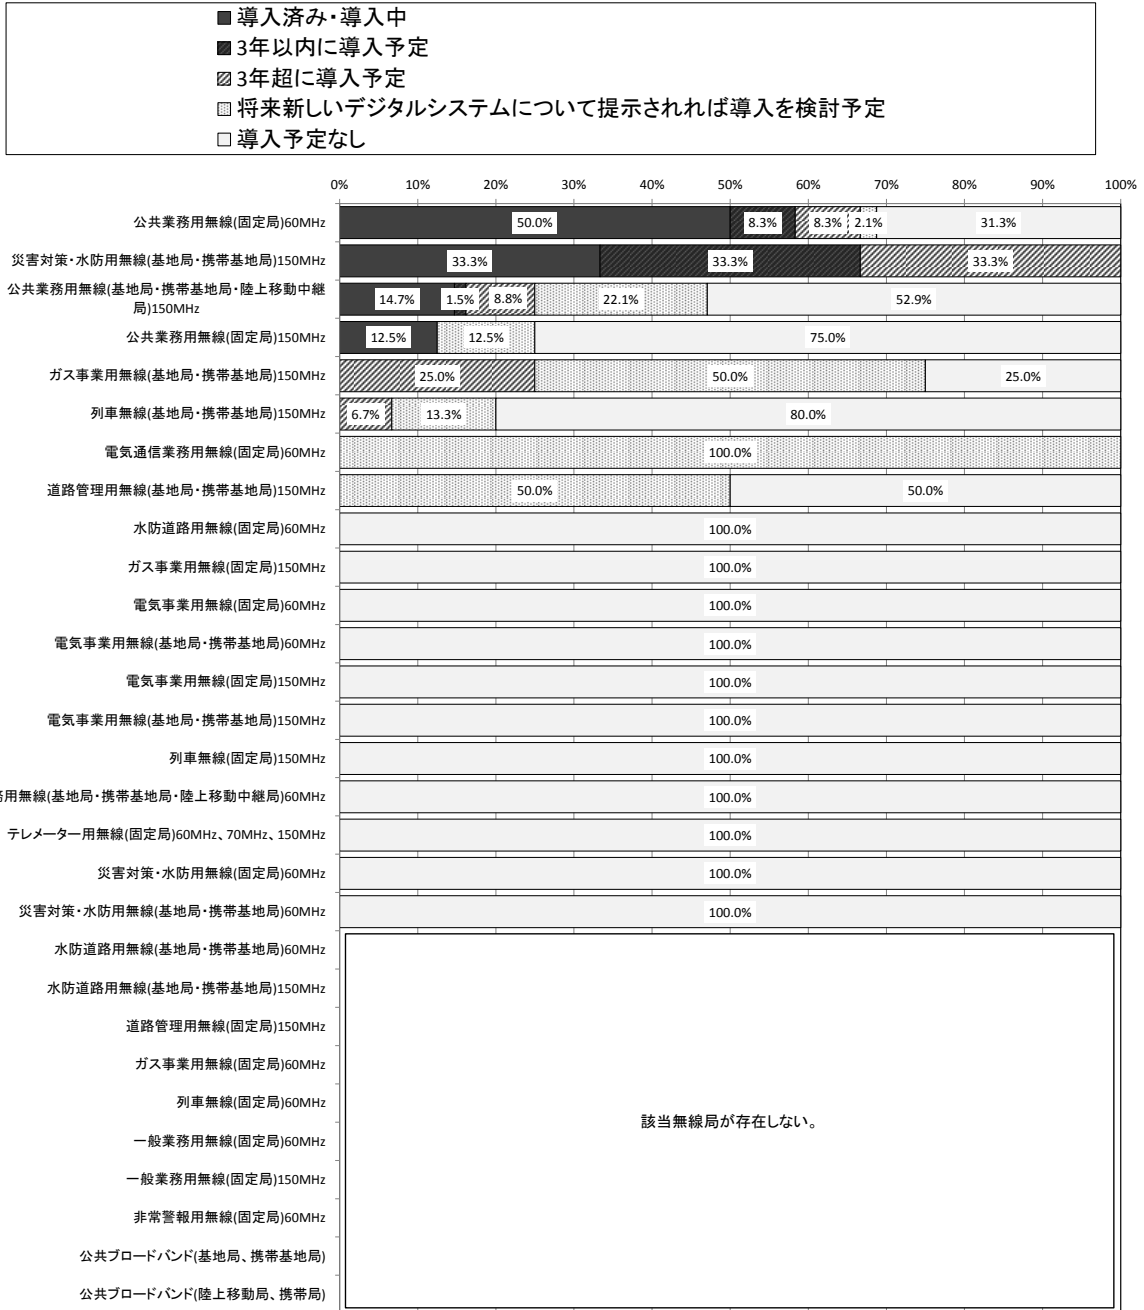 ■導入済み・導入中
3年以内に導入予定
3年超に導入予定
将来新しいデジタルシステムについて提示されれば導入を検討予定
□導入予定なし
0% 10% 20% 30% 40% 50% 60% 70% 80% 90% 100%
公共業務用無線(固定局)60MHz 50.0% 8.3% 8.3% 2.1% 31.3%
災害対策・水防用無線(基地局・携帯基地局)150MHz 33.3% 33.3% 33.3%
公共業務用無線(基地局・携帯基地局・陸上移動中継
局)150MHz 14.7% 1.5% 8.8% 22.1% 52.9%
公共業務用無線(固定局)150MHz 12.5% 12.5% 75.0%
ガス事業用無線(基地局・携帯基地局)150MHz 25.0% 50.0% 25.0%
列車無線(基地局・携帯基地局)150MHz 6.7% 13.3% 80.0%
電気通信業務用無線(固定局)60MHz 100.0%
道路管理用無線(基地局・携帯基地局)150MHz 50.0% 50.0%
水防道路用無線(固定局)60MHz 100.0%
ガス事業用無線(固定局)150MHz 100.0%
電気事業用無線(固定局)60MHz 100.0%
電気事業用無線(基地局・携帯基地局)60MHz 100.0%
電気事業用無線(固定局)150MHz 100.0%
電気事業用無線(基地局・携帯基地局)150MHz 100.0%
列車無線(固定局)150MHz 100.0%
用無線(基地局・携帯基地局・陸上移動中継局)60MHz 100.0%
テレメーター用無線(固定局)60MHz、70MHz、150MHz 100.0%
災害対策・水防用無線(固定局)60MHz 100.0%
災害対策・水防用無線(基地局・携帯基地局)60MHz 100.0%
水防道路用無線(基地局・携帯基地局)60MHz
水防道路用無線(基地局・携帯基地局)150MHz
道路管理用無線(固定局)150MHz
ガス事業用無線(固定局)60MHz
列車無線(固定局)60MHz
該当無線局が存在しない。
一般業務用無線(固定局)60MHz
一般業務用無線(固定局)150MHz
非常警報用無線(固定局)60MHz
公共ブロードバンド(基地局、携帯基地局)
公共ブロードバンド(陸上移動局、携帯局)